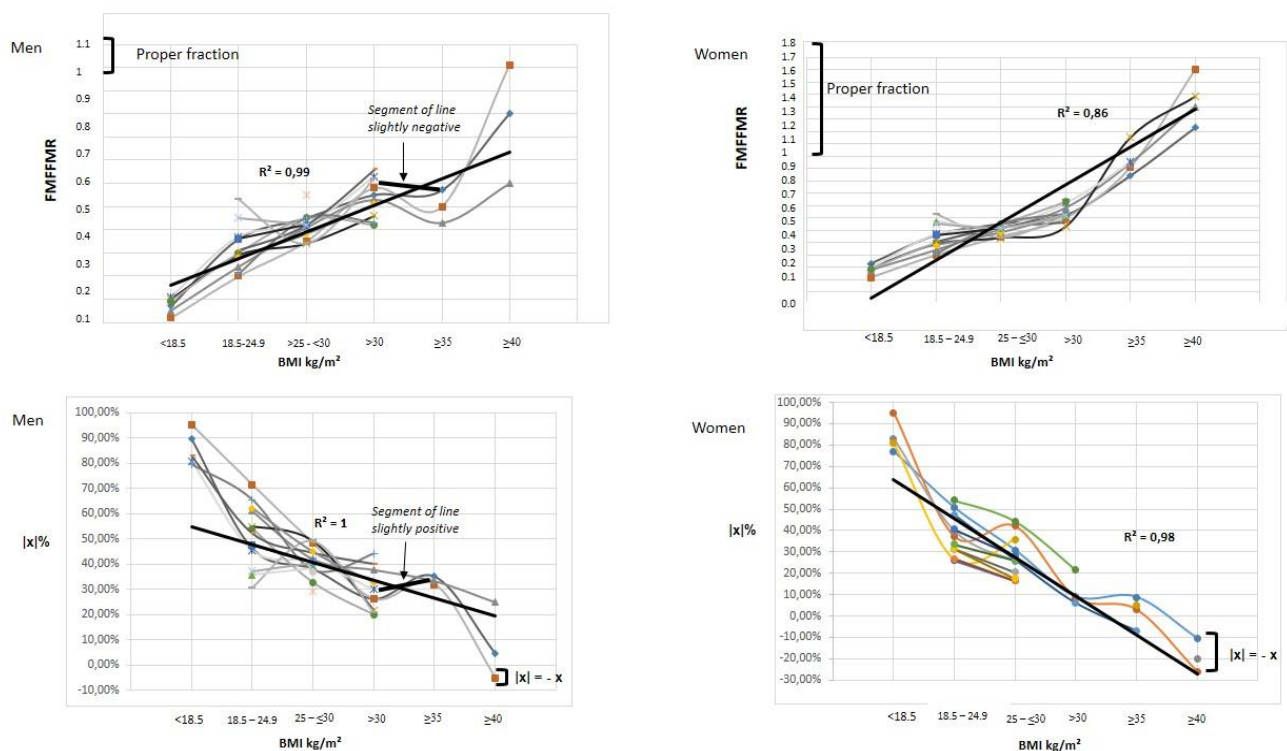 Men
1.1
Proper fraction
1
0.9
0.8
0.7
0.6
0.5
0.4
0.3
0.2
0.1
FMFFMR
Segment of line
slightly negative
R² = 0,99
<18.5
18.5-24.9
>25 - <30
>30
≥35
≥40
BMI kg/m²
Women
1.8
1.7
1.6
1.5
1.4
1.3
1.2
1.1
1
0.9
0.8
0.7
0.6
0.5
0.4
0.3
0.2
0.1
0.0
FMFFMR
Proper fraction
R² = 0,86
<18.5
18.5 – 24.9
25 – ≤30
>30
≥35
≥40
BMI kg/m²
Men
100,00%
90,00%
80,00%
70,00%
60,00%
50,00%
40,00%
30,00%
20,00%
10,00%
0,00%
-10,00%
|x|%
R² = 1
Segment of line
slightly positive
|x| = - x
<18.5
18.5 – 24.9
25 – ≤30
>30
≥35
≥40
BMI kg/m²
Women
100,00%
90,00%
80,00%
70,00%
60,00%
50,00%
40,00%
30,00%
20,00%
10,00%
0,00%
-10,00%
-20,00%
-30,00%
|x|%
R² = 0,98
|x| = - x
<18.5
18.5 – 24.9
25 – ≤30
>30
≥35
≥40
BMI kg/m²